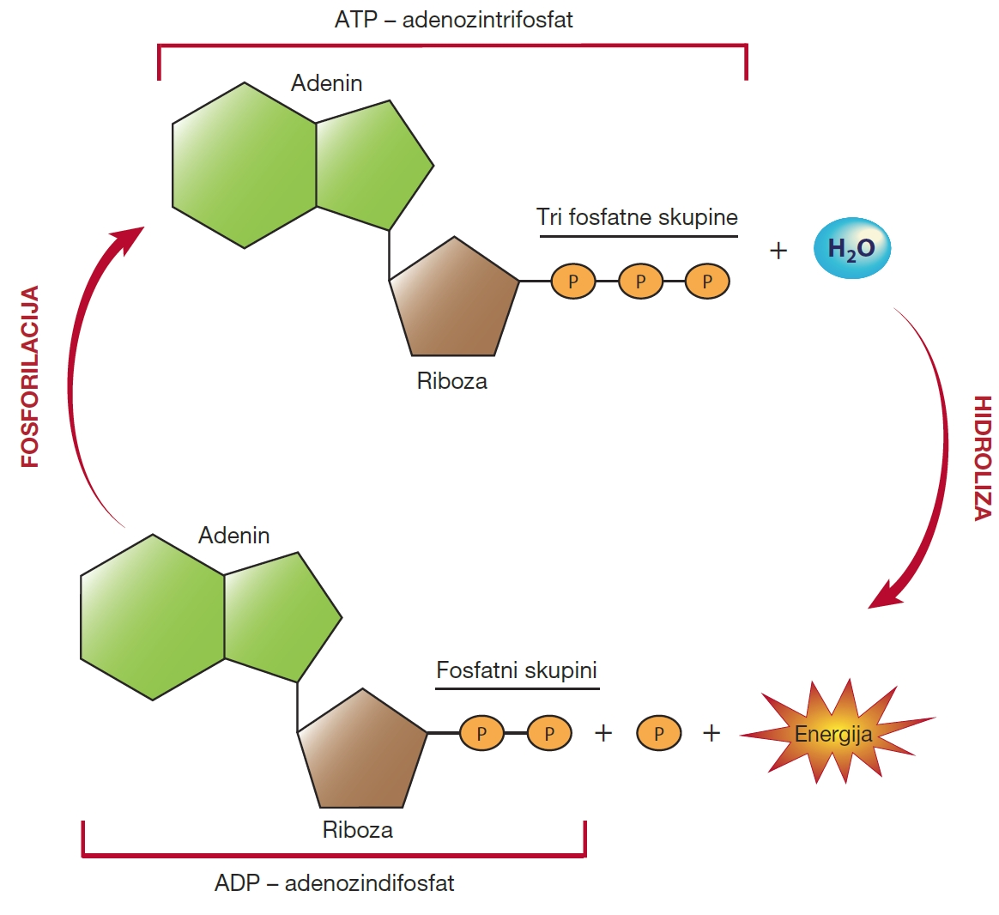 ATP – adenozintrifosfat
Adenin
Tri fosfatne skupine
P
P
P
+
H₂O
Riboza
FOSFORILACIJA
HIDROLIZA
Adenin
Fosfatni skupini
P
P
+
P
+
Energija
Riboza
ADP – adenozindifosfat